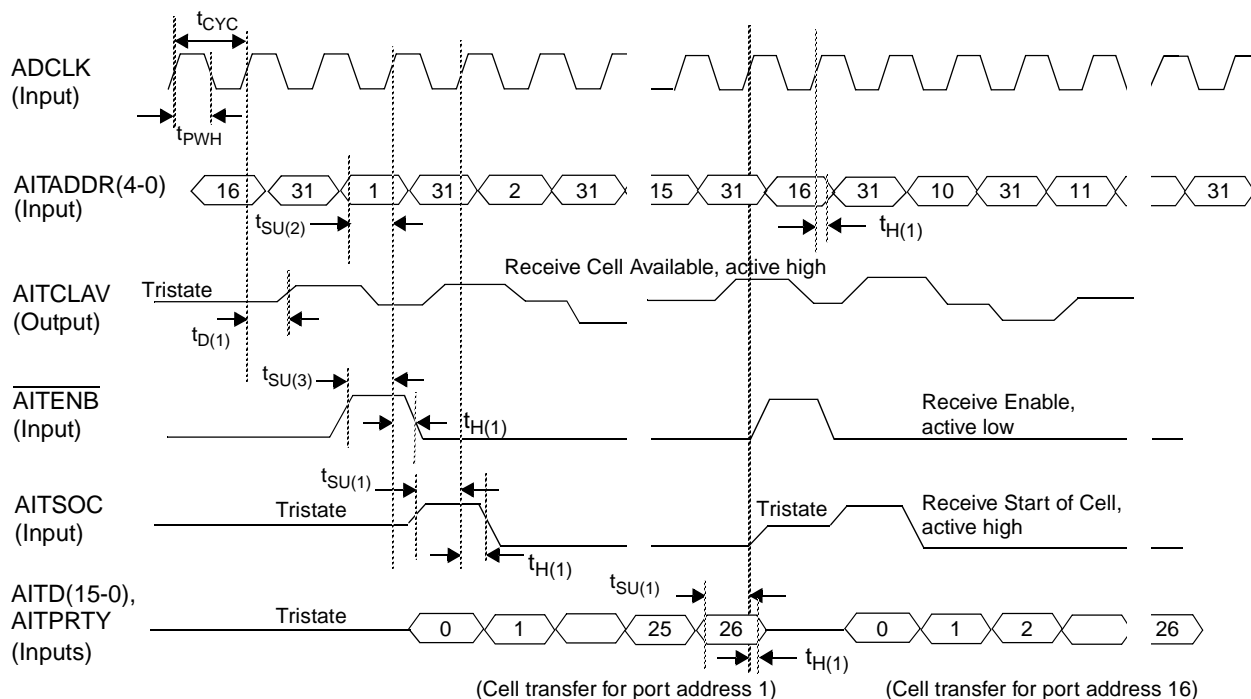 tCYC
ADCLK
(Input)
tPWH
AITADDR(4-0)
(Input)
16 31 1 31 2 31 15 31 16 31 10 31 11 31
tSU(2)
tH(1)
Receive Cell Available, active high
AITCLAV
(Output)
Tristate
tD(1)
tSU(3)
AITENB
(Input)
tH(1)
Receive Enable,
active low
tSU(1)
AITSOC
(Input)
Tristate
Tristate
Receive Start of Cell,
active high
tH(1)
tSU(1)
AITD(15-0),
AITPRTY
(Inputs)
Tristate
0 1 25 26 0 1 2 26
tH(1)
(Cell transfer for port address 1)
(Cell transfer for port address 16)